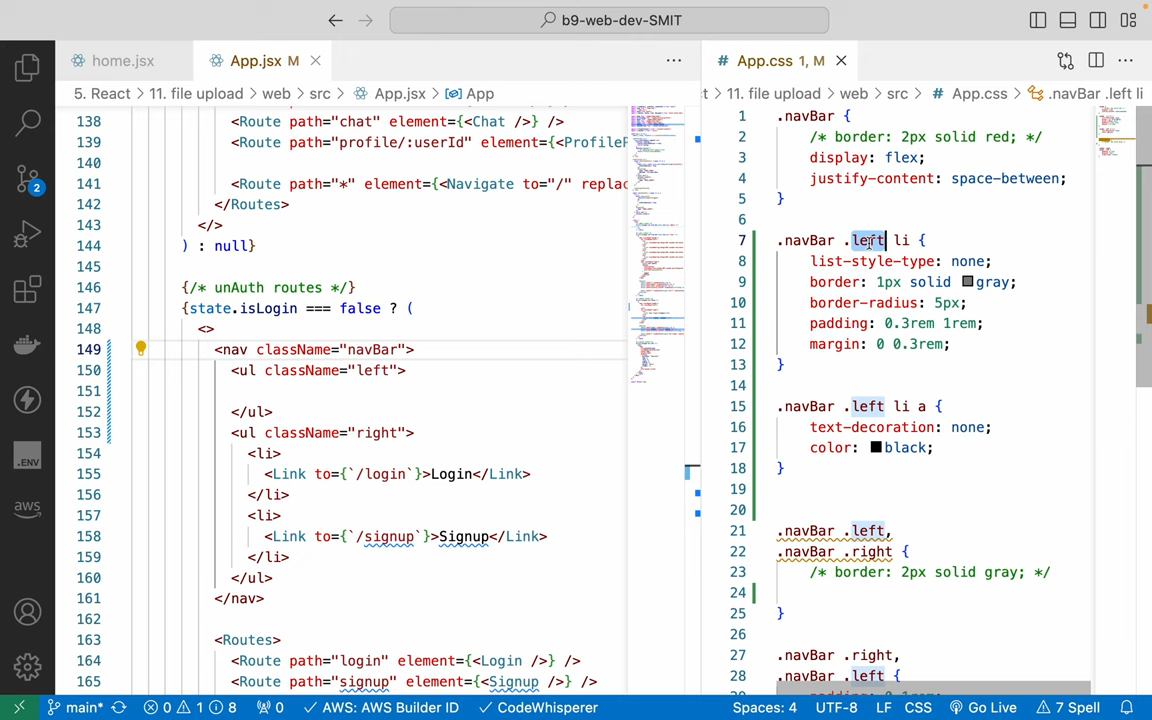 b9-web-dev-SMIT
home.jsx
App.jsx M
App.css 1, M
5. React > 11. file upload > web > src > App.jsx > App
11. file upload > web > src > # App.css > .navBar .left li
138 <Route path="chat" element={<Chat />} />
139 <Route path="profile/:userId" element={<ProfileP
140
141 <Route path="*" element={<Navigate to="/" replac
142 </Routes>
143 </>
144 ) : null}
145
146 {/* unAuth routes */}
147 {state.isLogin === false ? (
148 <>
149 <nav className="navBar">
150 <ul className="left">
151
152 </ul>
153 <ul className="right">
154 <li>
155 <Link to={`/login`}>Login</Link>
156 </li>
157 <li>
158 <Link to={`/signup`}>Signup</Link>
159 </li>
160 </ul>
161 </nav>
162
163 <Routes>
164 <Route path="login" element={<Login />} />
165 <Route path="signup" element={<Signup />} />
1 .navBar {
2 /* border: 2px solid red; */
3 display: flex;
4 justify-content: space-between;
5 }
6
7 .navBar .left li {
8 list-style-type: none;
9 border: 1px solid gray;
10 border-radius: 5px;
11 padding: 0.3rem 1rem;
12 margin: 0 0.3rem;
13 }
14
15 .navBar .left li a {
16 text-decoration: none;
17 color: black;
18 }
19
20
21 .navBar .left,
22 .navBar .right {
23 /* border: 2px solid gray; */
24
25 }
26
27 .navBar .right,
28 .navBar .left {
2
.ENV
aws
main* 0 1 8 0 AWS: AWS Builder ID CodeWhisperer Spaces: 4 UTF-8 LF CSS Go Live 7 Spell